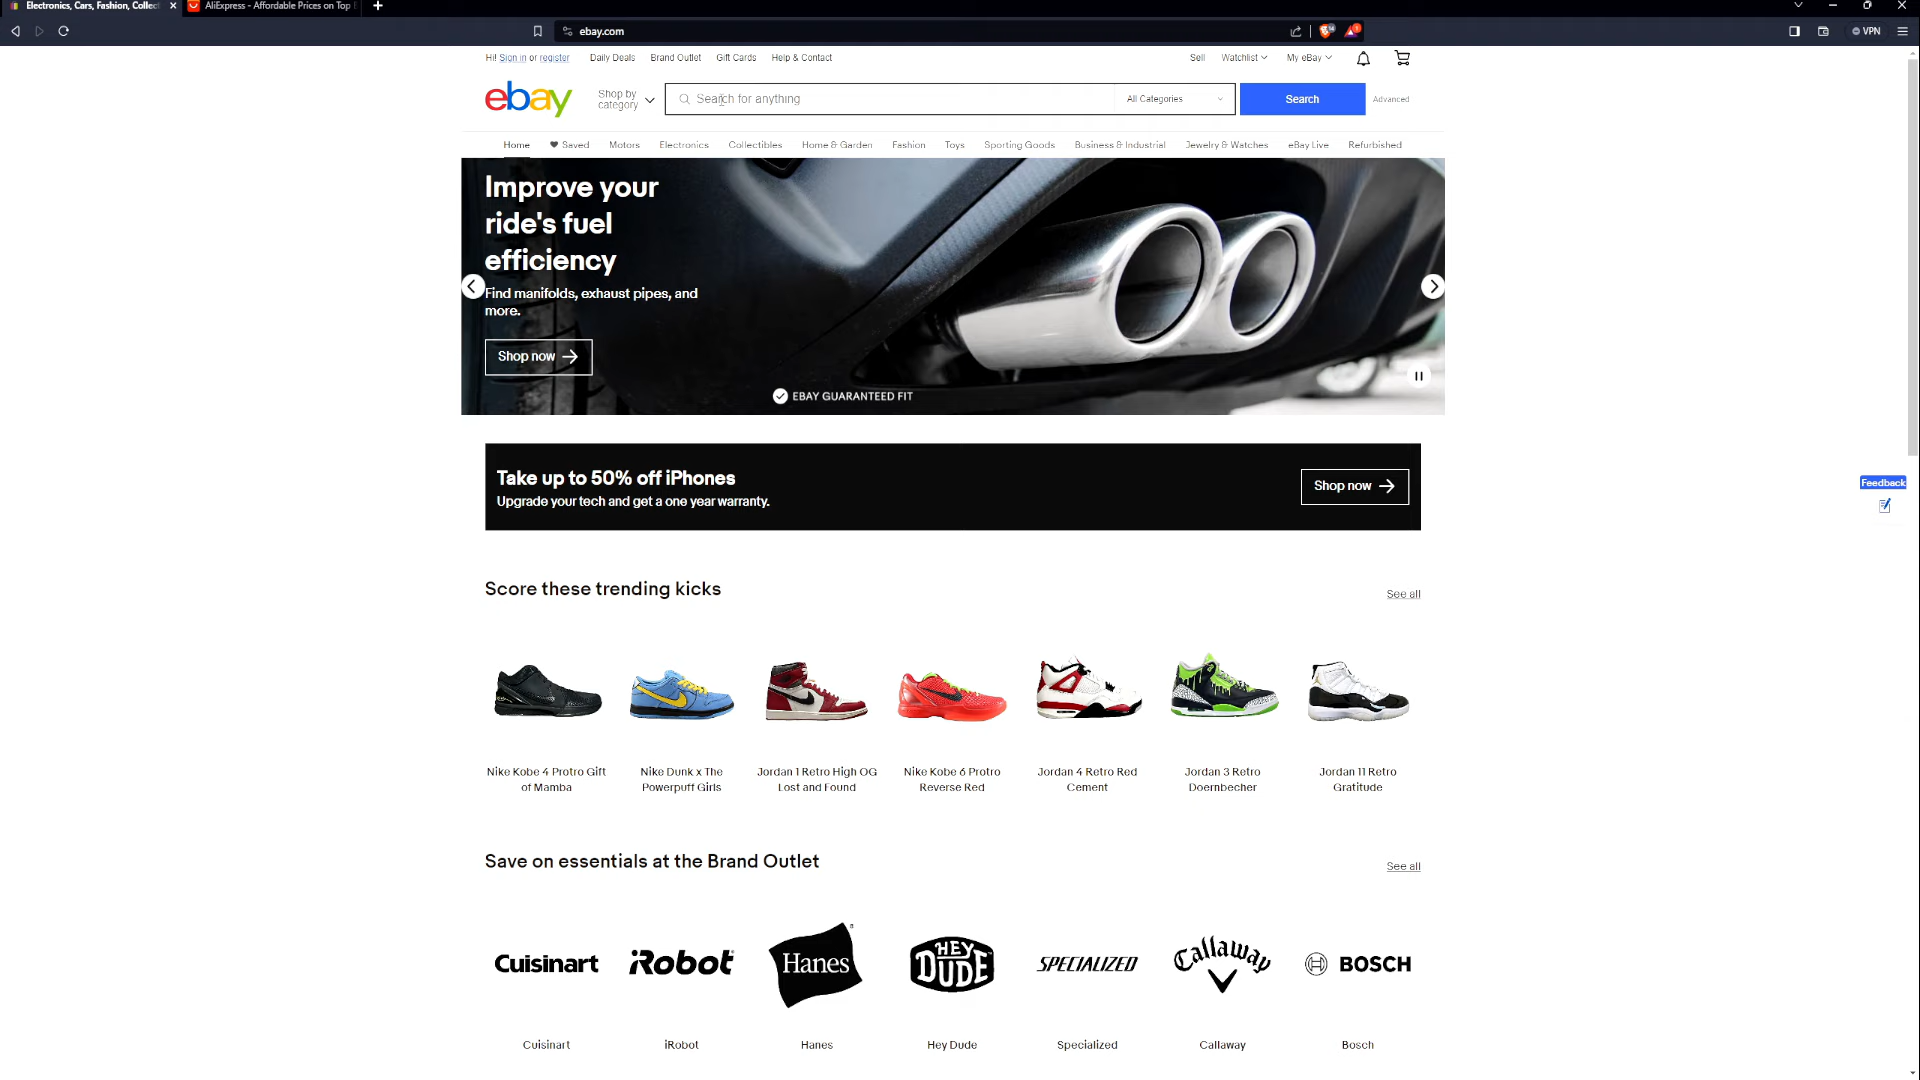 Electronics, Cars, Fashion, Collec
AliExpress - Affordable Prices on Top
ebay.com
VPN
Hi! Sign in or register
Daily Deals
Brand Outlet
Gift Cards
Help & Contact
Sell
Watchlist
My eBay
ebay
Shop by
category
Search for anything
All Categories
Search
Advanced
Home
Saved
Motors
Electronics
Collectibles
Home & Garden
Fashion
Toys
Sporting Goods
Business & Industrial
Jewelry & Watches
eBay Live
Refurbished
Improve your
ride's fuel
efficiency
Find manifolds, exhaust pipes, and
more.
Shop now
EBAY GUARANTEED FIT
Take up to 50% off iPhones
Upgrade your tech and get a one year warranty.
Shop now
Feedback
Score these trending kicks
See all
Nike Kobe 4 Protro Gift
of Mamba
Nike Dunk x The
Powerpuff Girls
Jordan 1 Retro High OG
Lost and Found
Nike Kobe 6 Protro
Reverse Red
Jordan 4 Retro Red
Cement
Jordan 3 Retro
Doernbecher
Jordan 11 Retro
Gratitude
Save on essentials at the Brand Outlet
See all
Cuisinart
iRobot
Hanes
HEY
DUDE
SPECIALIZED
Callaway
BOSCH
Cuisinart
iRobot
Hanes
Hey Dude
Specialized
Callaway
Bosch